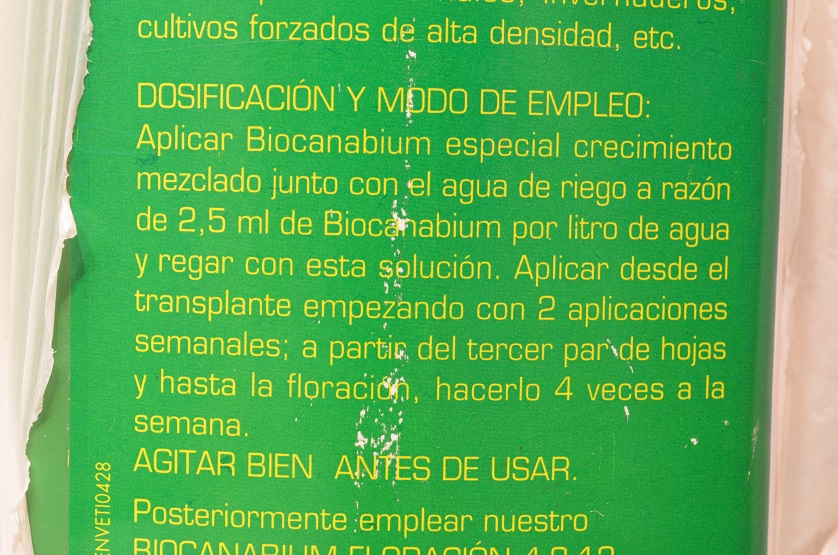 invernaderos,
cultivos forzados de alta densidad, etc.
DOSIFICACIÓN Y MODO DE EMPLEO:
Aplicar Biocanabium especial crecimiento
mezclado junto con el agua de riego a razón
de 2,5 ml de Biocanabium por litro de agua
y regar con esta solución. Aplicar desde el
transplante empezando con 2 aplicaciones
semanales; a partir del tercer par de hojas
y hasta la floración, hacerlo 4 veces a la
semana.
AGITAR BIEN ANTES DE USAR.
Posteriormente emplear nuestro
BIOCANABIUM FLORACIÓN
ENVETI0428